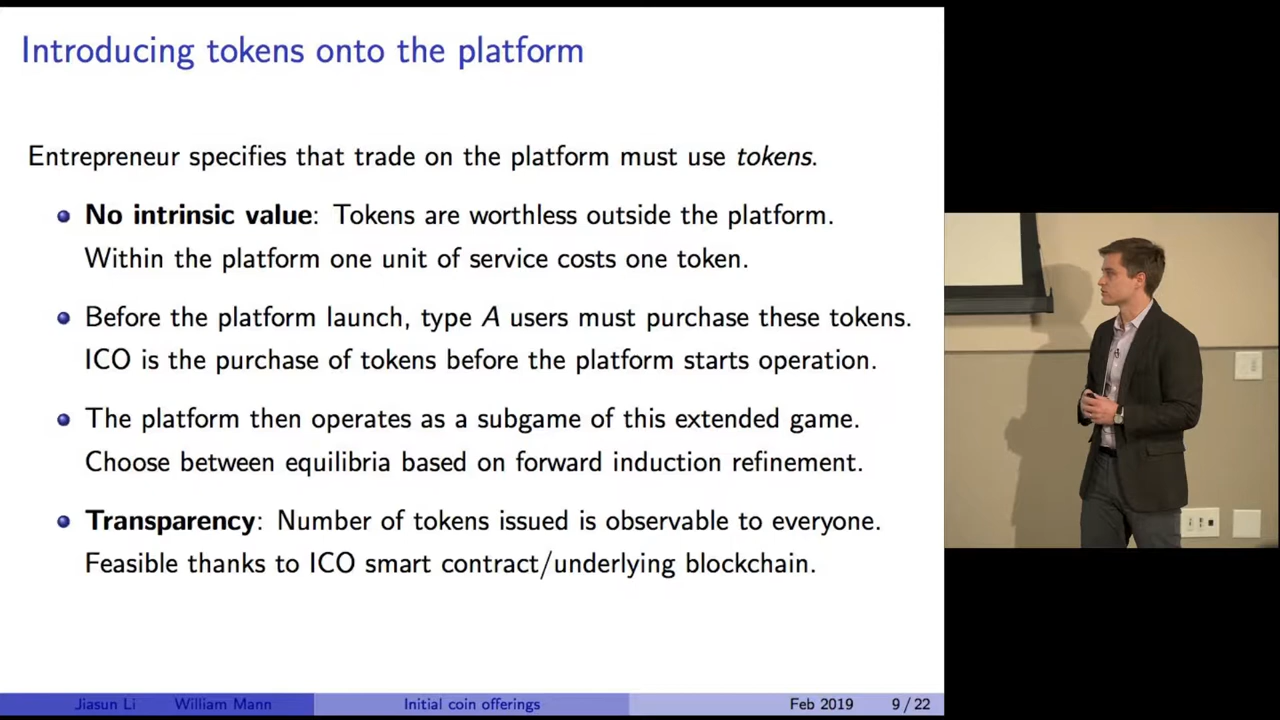 Introducing tokens onto the platform
Entrepreneur specifies that trade on the platform must use tokens.
No intrinsic value: Tokens are worthless outside the platform.
Within the platform one unit of service costs one token.
Before the platform launch, type A users must purchase these tokens.
ICO is the purchase of tokens before the platform starts operation.
The platform then operates as a subgame of this extended game.
Choose between equilibria based on forward induction refinement.
Transparency: Number of tokens issued is observable to everyone.
Feasible thanks to ICO smart contract/underlying blockchain.
Jiasun Li William Mann Initial coin offerings Feb 2019 9 / 22